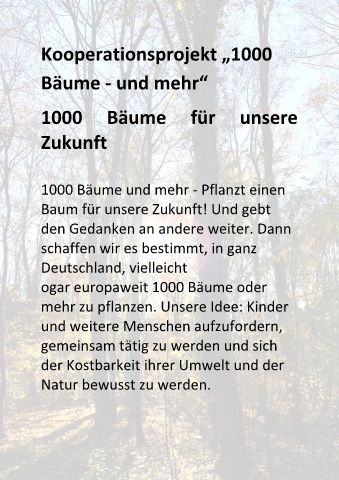 Kooperationsprojekt „1000
Bäume - und mehr“
1000 Bäume für unsere
Zukunft
1000 Bäume und mehr - Pflanzt einen
Baum für unsere Zukunft! Und gebt
den Gedanken an andere weiter. Dann
schaffen wir es bestimmt, in ganz
Deutschland, vielleicht
ogar europaweit 1000 Bäume oder
mehr zu pflanzen. Unsere Idee: Kinder
und weitere Menschen aufzufordern,
gemeinsam tätig zu werden und sich
der Kostbarkeit ihrer Umwelt und der
Natur bewusst zu werden.